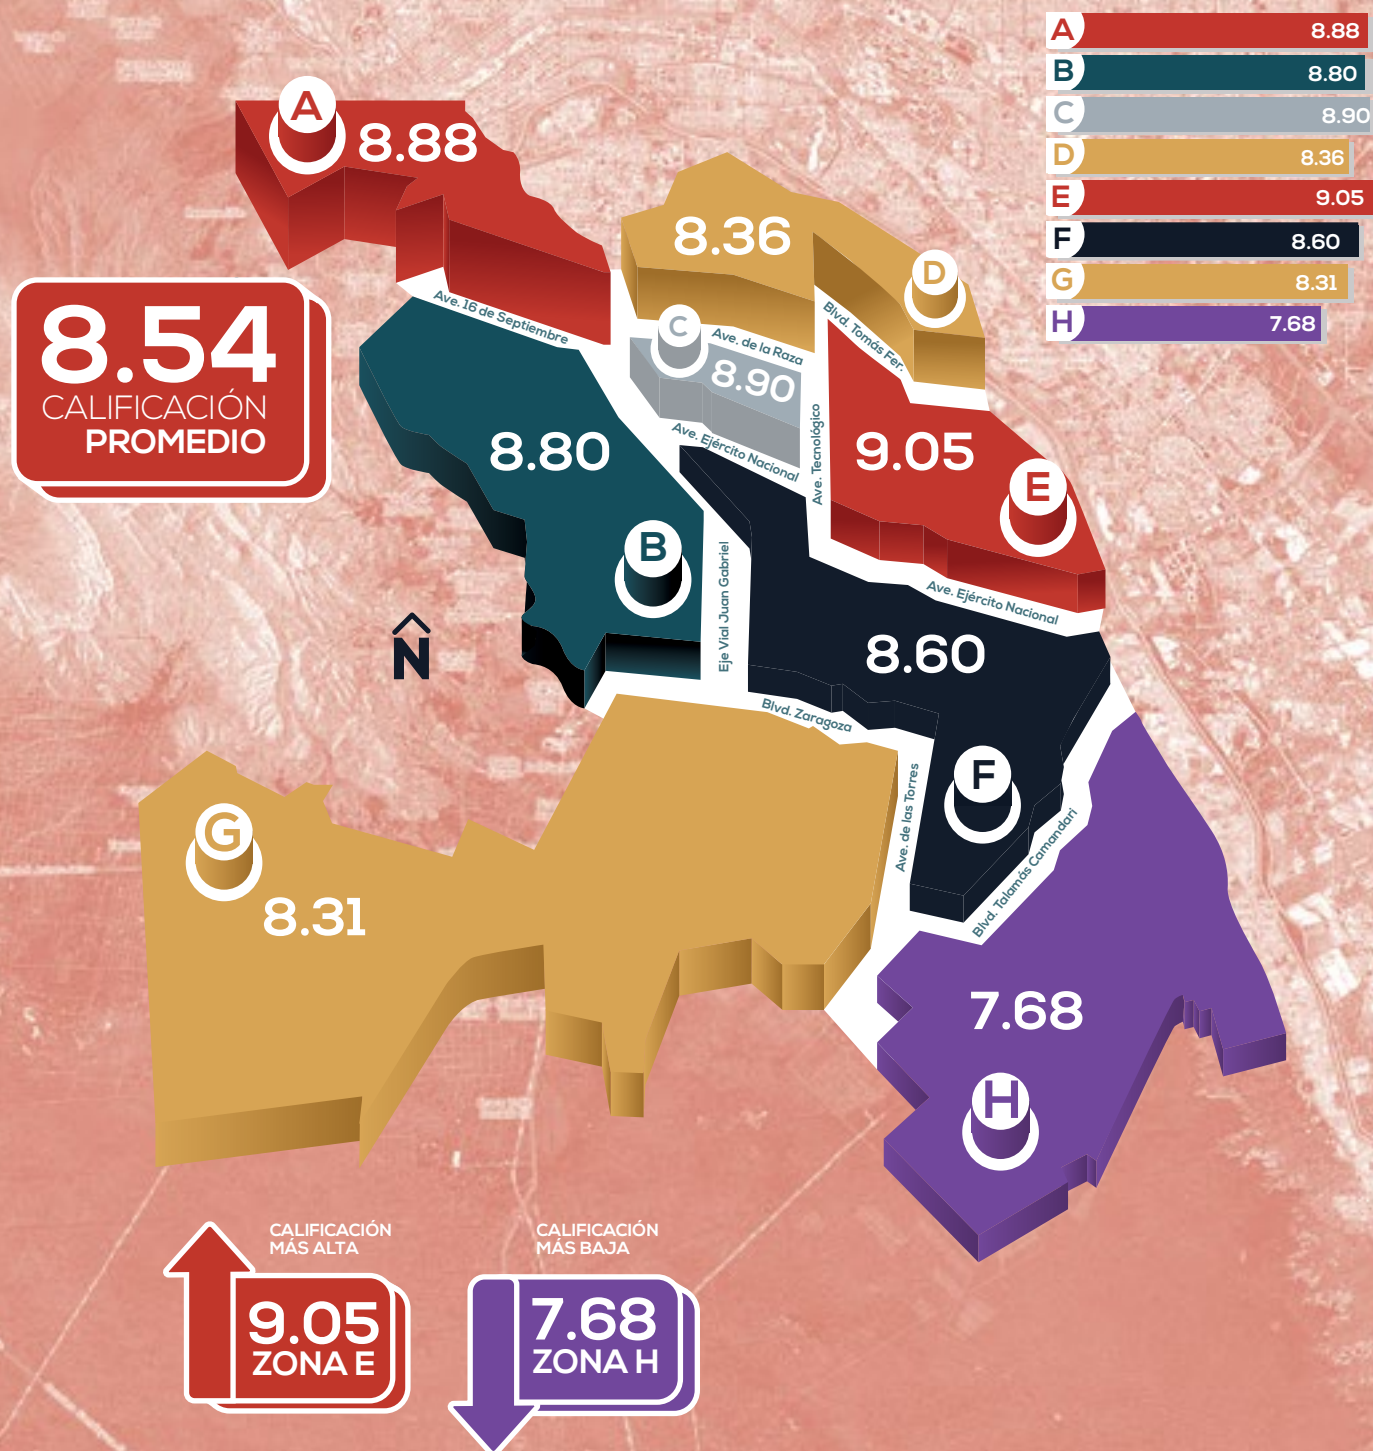 A 8.88
B 8.80
C 8.90
D 8.36
E 9.05
F 8.60
G 8.31
H 7.68
A
8.88
8.36
D
Ave. 16 de Septiembre
C
Ave. de la Raza
Blvd. Tomás Fer.
8.90
8.54
CALIFICACIÓN
PROMEDIO
8.80
Ave. Ejército Nacional
Ave. Tecnológico
9.05
E
B
Eje Vial Juan Gabriel
Ave. Ejército Nacional
N
8.60
Blvd. Zaragoza
F
Ave. de las Torres
Blvd. Talamás Camandari
G
8.31
7.68
H
CALIFICACIÓN
MÁS ALTA
9.05
ZONA E
CALIFICACIÓN
MÁS BAJA
7.68
ZONA H